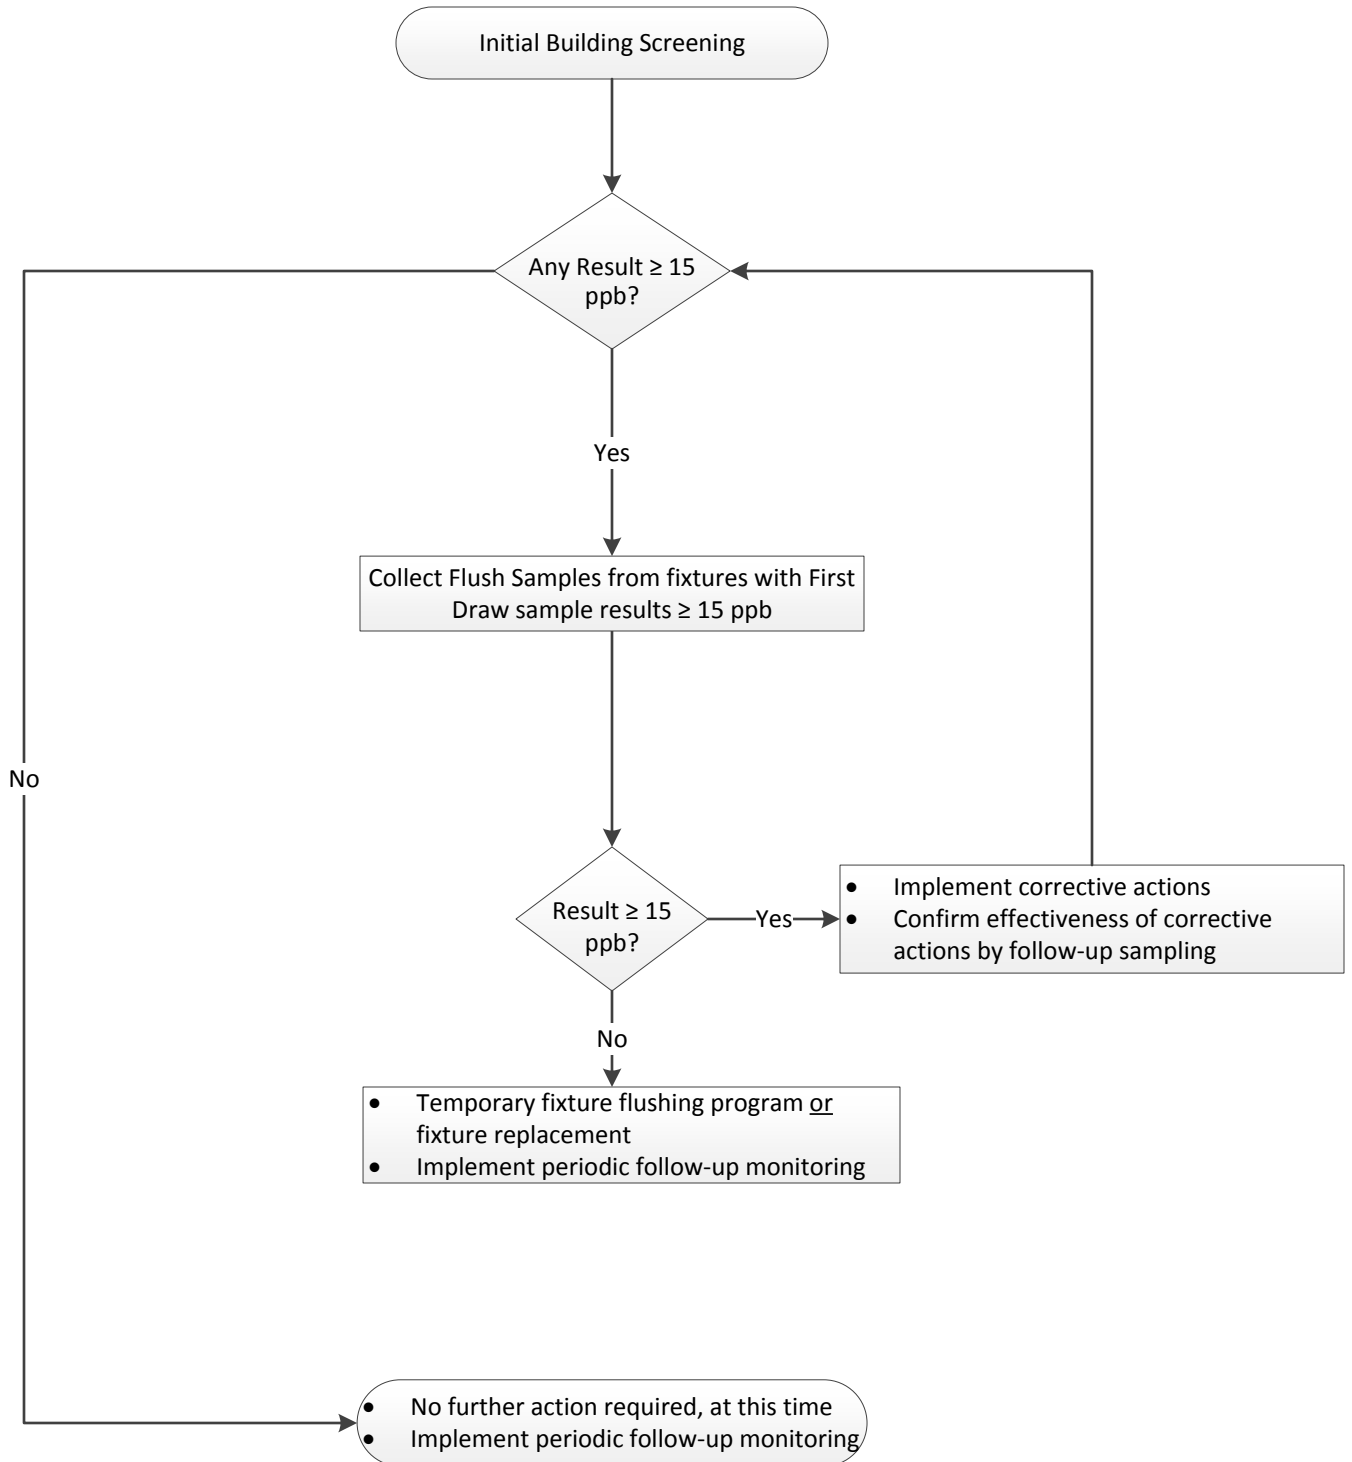 Initial Building Screening
Any Result ≥ 15
ppb?
Yes
Collect Flush Samples from fixtures with First
Draw sample results ≥ 15 ppb
No
Result ≥ 15
ppb?
Yes
• Implement corrective actions
• Confirm effectiveness of corrective
actions by follow-up sampling
No
• Temporary fixture flushing program or
fixture replacement
• Implement periodic follow-up monitoring
• No further action required, at this time
• Implement periodic follow-up monitoring